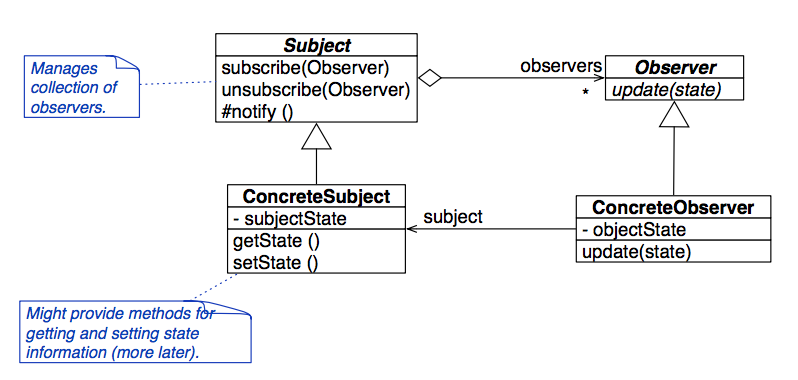 Manages
collection of
observers.
Subject
subscribe(Observer)
unsubscribe(Observer)
#notify ()
observers
*
Observer
update(state)
ConcreteSubject
- subjectState
getState ()
setState ()
subject
ConcreteObserver
- objectState
update(state)
Might provide methods for
getting and setting state
information (more later).